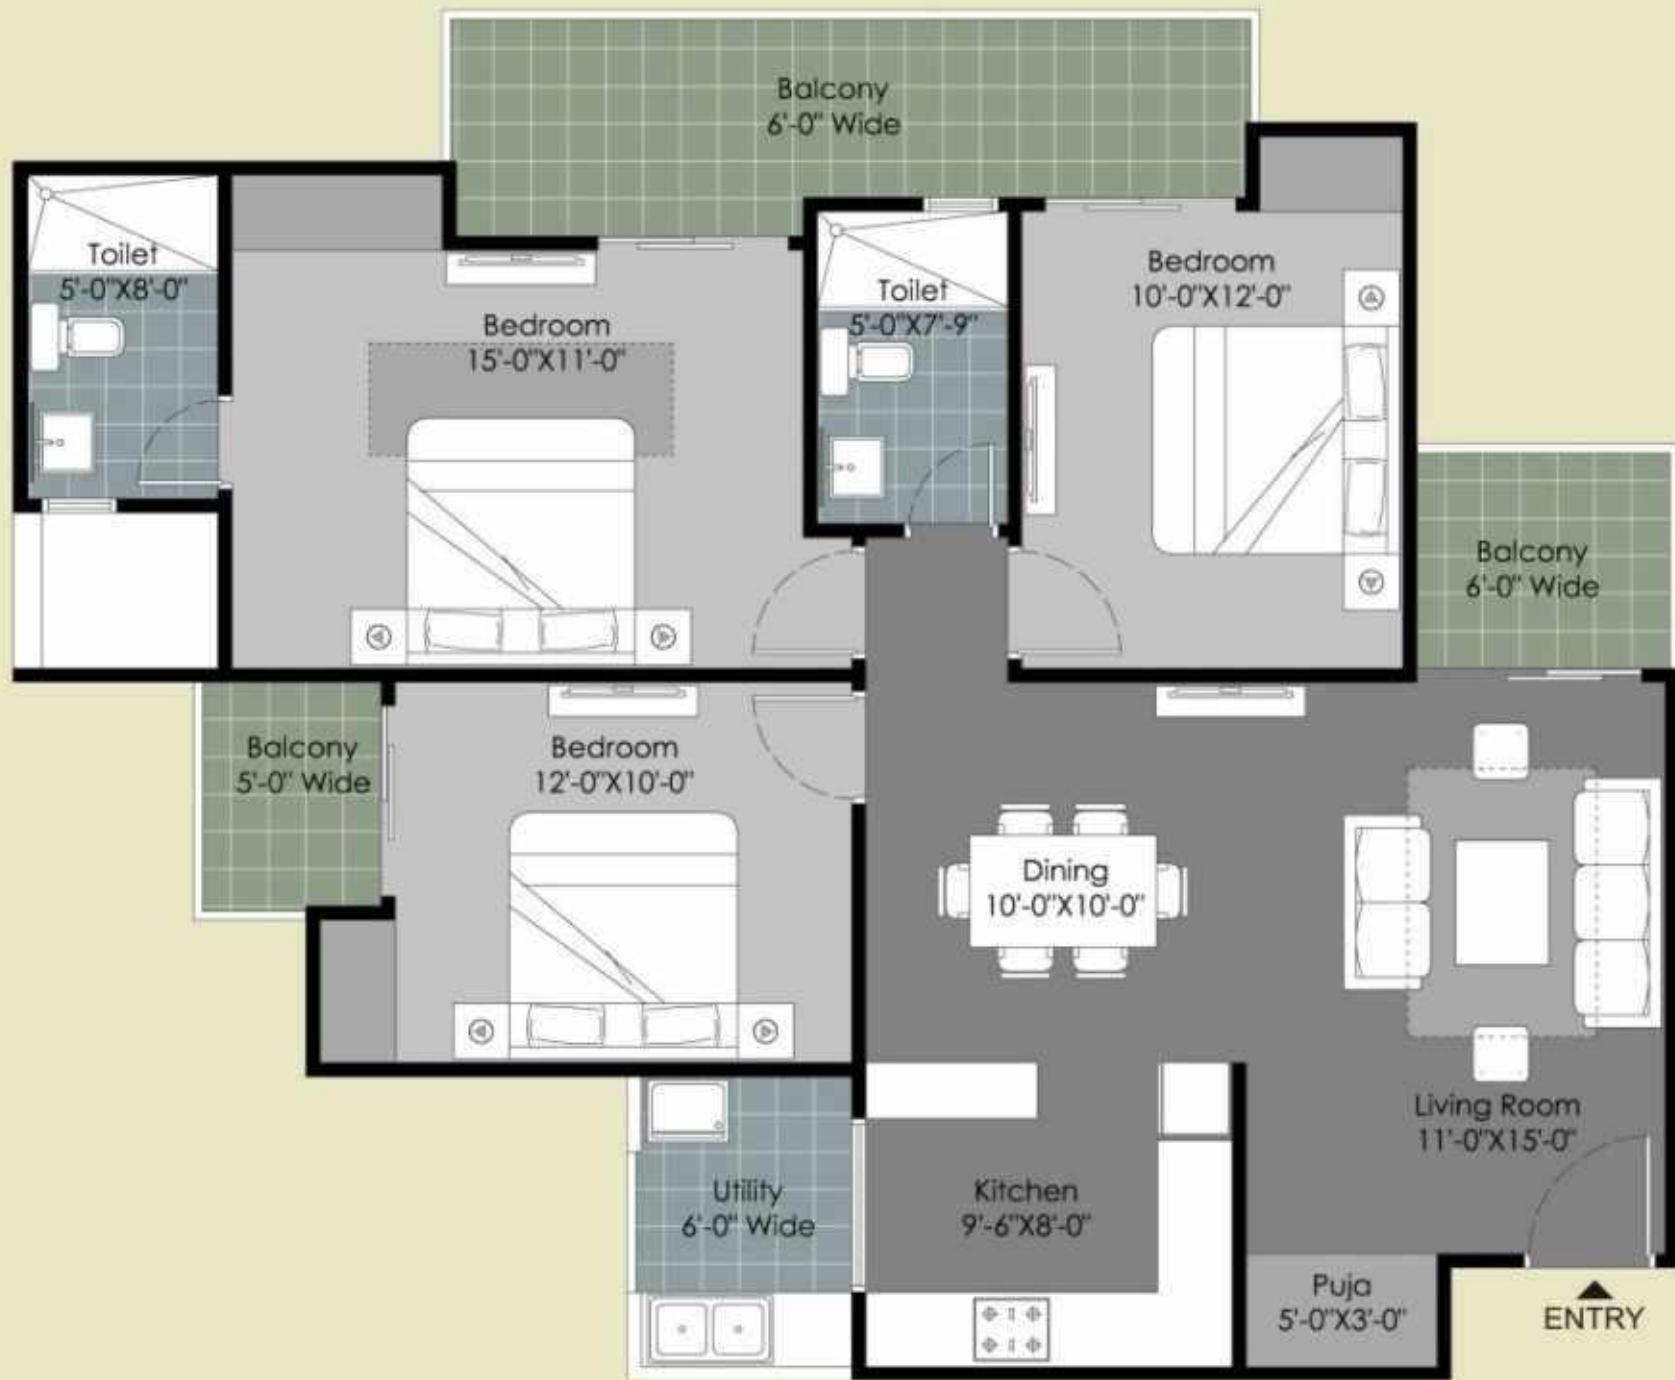 Balcony
6'-0" Wide
Toilet
5'-0"X8'-0"
Bedroom
15'-0"X11'-0"
Toilet
5'-0"X7'-9"
Bedroom
10'-0"X12'-0"
Balcony
6'-0" Wide
Balcony
5'-0" Wide
Bedroom
12'-0"X10'-0"
Dining
10'-0"X10'-0"
Living Room
11'-0"X15'-0"
Utility
6'-0" Wide
Kitchen
9'-6"X8'-0"
Puja
5'-0"X3'-0"
ENTRY